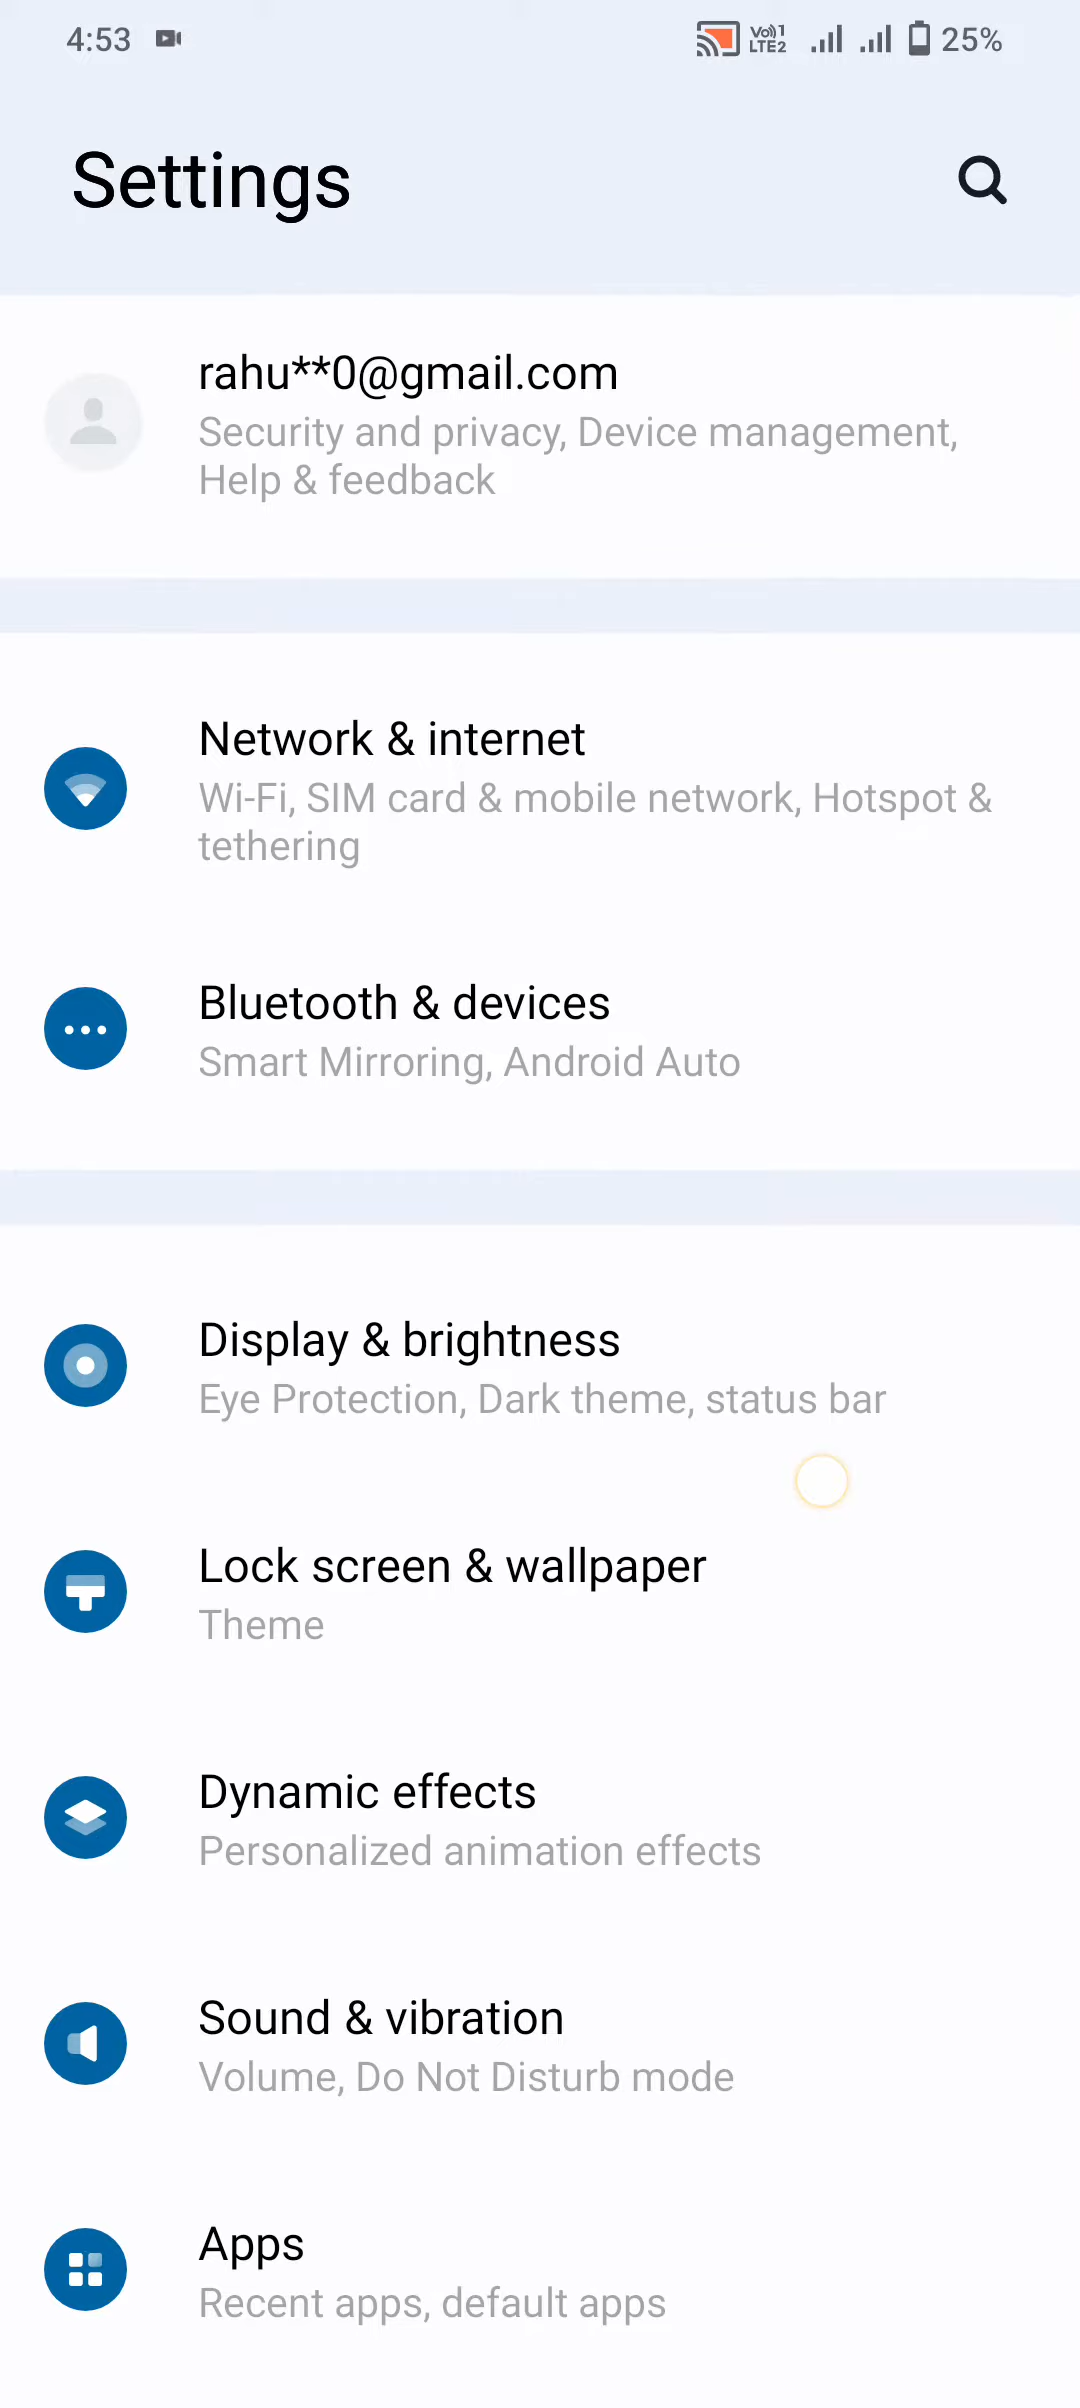 4:53 Vo)) 1 LTE2 25%
Settings
rahu**0@gmail.com
Security and privacy, Device management,
Help & feedback
Network & internet
Wi-Fi, SIM card & mobile network, Hotspot &
tethering
Bluetooth & devices
Smart Mirroring, Android Auto
Display & brightness
Eye Protection, Dark theme, status bar
Lock screen & wallpaper
Theme
Dynamic effects
Personalized animation effects
Sound & vibration
Volume, Do Not Disturb mode
Apps
Recent apps, default apps